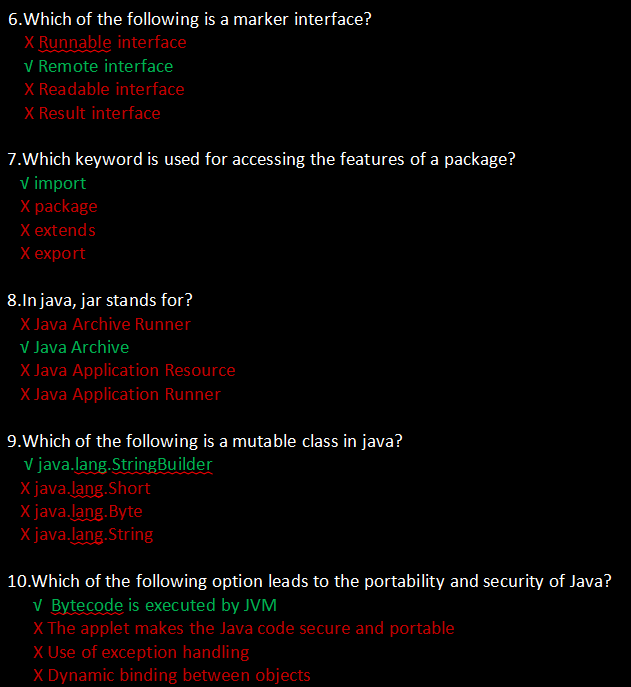 6.Which of the following is a marker interface?
X Runnable interface
√ Remote interface
X Readable interface
X Result interface
7.Which keyword is used for accessing the features of a package?
√ import
X package
X extends
X export
8.In java, jar stands for?
X Java Archive Runner
√ Java Archive
X Java Application Resource
X Java Application Runner
9.Which of the following is a mutable class in java?
√ java.lang.StringBuilder
X java.lang.Short
X java.lang.Byte
X java.lang.String
10.Which of the following option leads to the portability and security of Java?
√ Bytecode is executed by JVM
X The applet makes the Java code secure and portable
X Use of exception handling
X Dynamic binding between objects